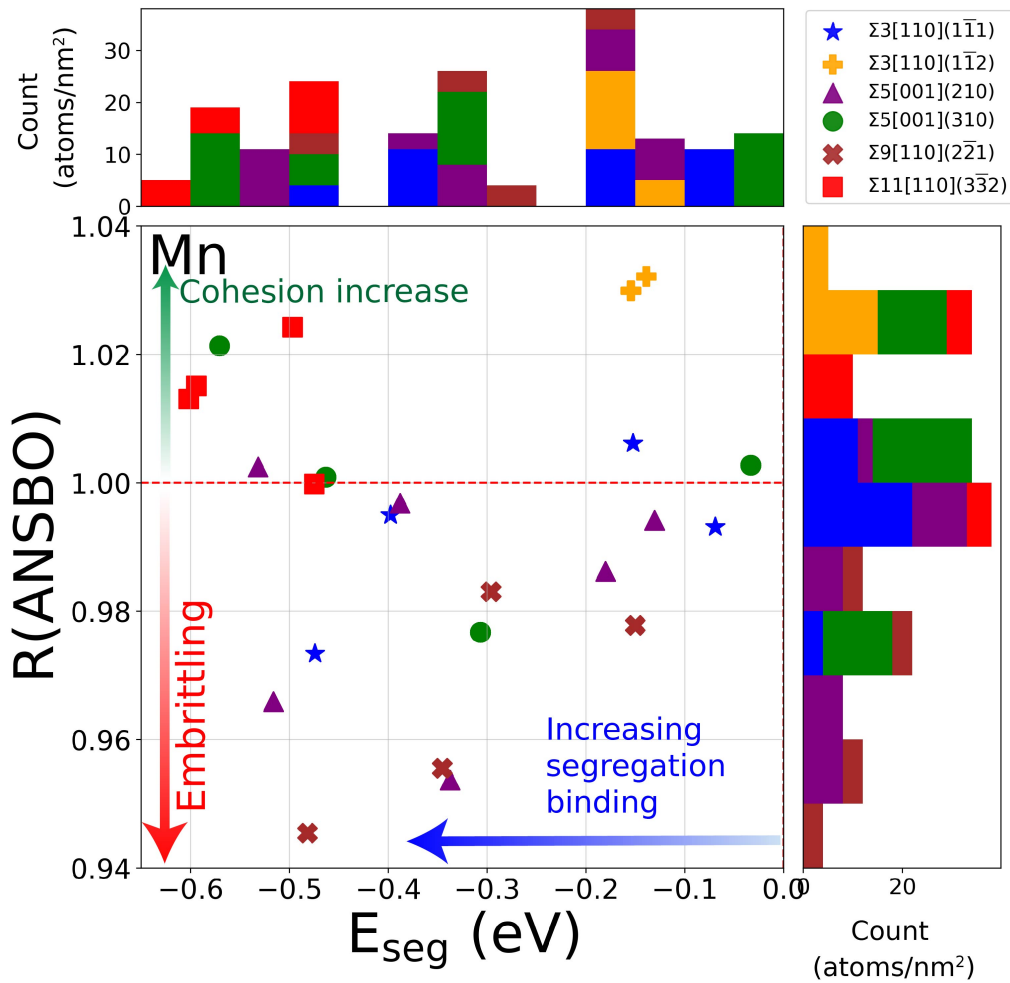 Count
(atoms/nm²)
30
20
10
0
Σ3[110](11̅1)
Σ3[110](11̅2)
Σ5[001](210)
Σ5[001](310)
Σ9[110](22̅1)
Σ11[110](33̅2)
Mn
Cohesion increase
Embrittling
Increasing
segregation
binding
R(ANSBO)
1.04
1.02
1.00
0.98
0.96
0.94
−0.6 −0.5 −0.4 −0.3 −0.2 −0.1 0.0
E_seg (eV)
0 20
Count
(atoms/nm²)